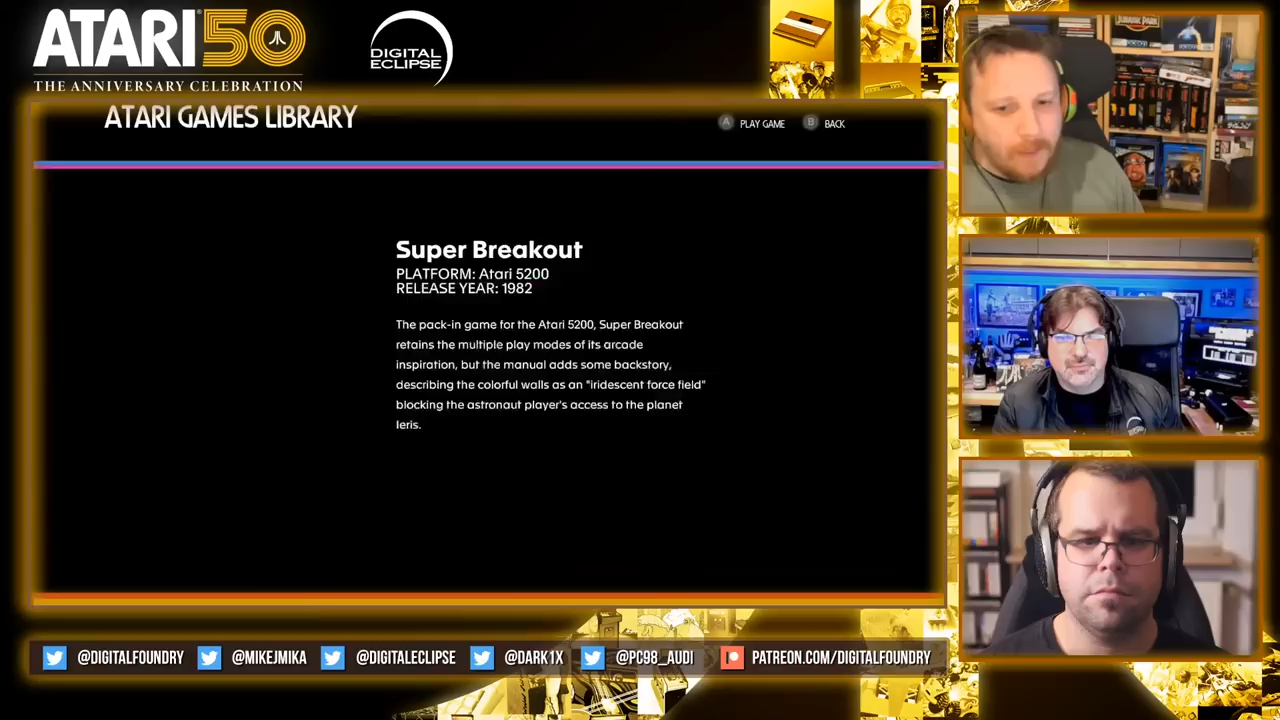 ATARI 50
THE ANNIVERSARY CELEBRATION
DIGITAL
ECLIPSE
ATARI GAMES LIBRARY
A PLAY GAME B BACK
Super Breakout
PLATFORM: Atari 5200
RELEASE YEAR: 1982
The pack-in game for the Atari 5200, Super Breakout
retains the multiple play modes of its arcade
inspiration, but the manual adds some backstory,
describing the colorful walls as an "iridescent force field"
blocking the astronaut player's access to the planet
Ieris.
JURASSIC PARK
@DIGITALFOUNDRY @MIKEJMIKA @DIGITALECLIPSE @DARK1X @PC98_AUDI PATREON.COM/DIGITALFOUNDRY